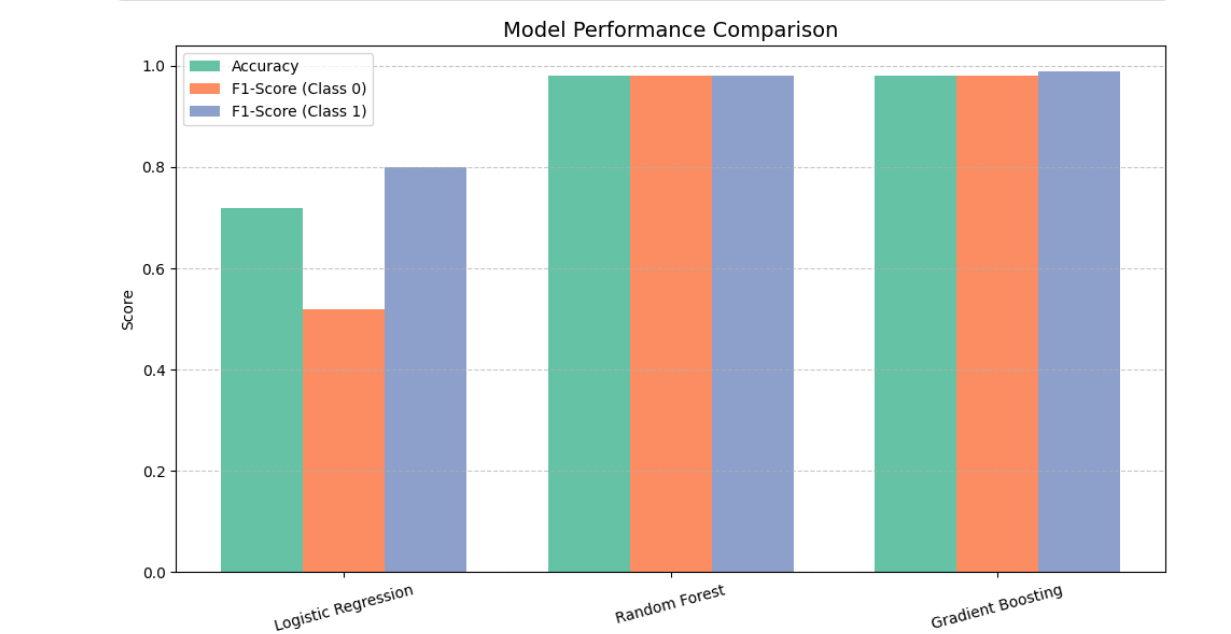 Model Performance Comparison
Accuracy
F1-Score (Class 0)
F1-Score (Class 1)
1.0
0.8
0.6
0.4
0.2
0.0
Score
Logistic Regression
Random Forest
Gradient Boosting